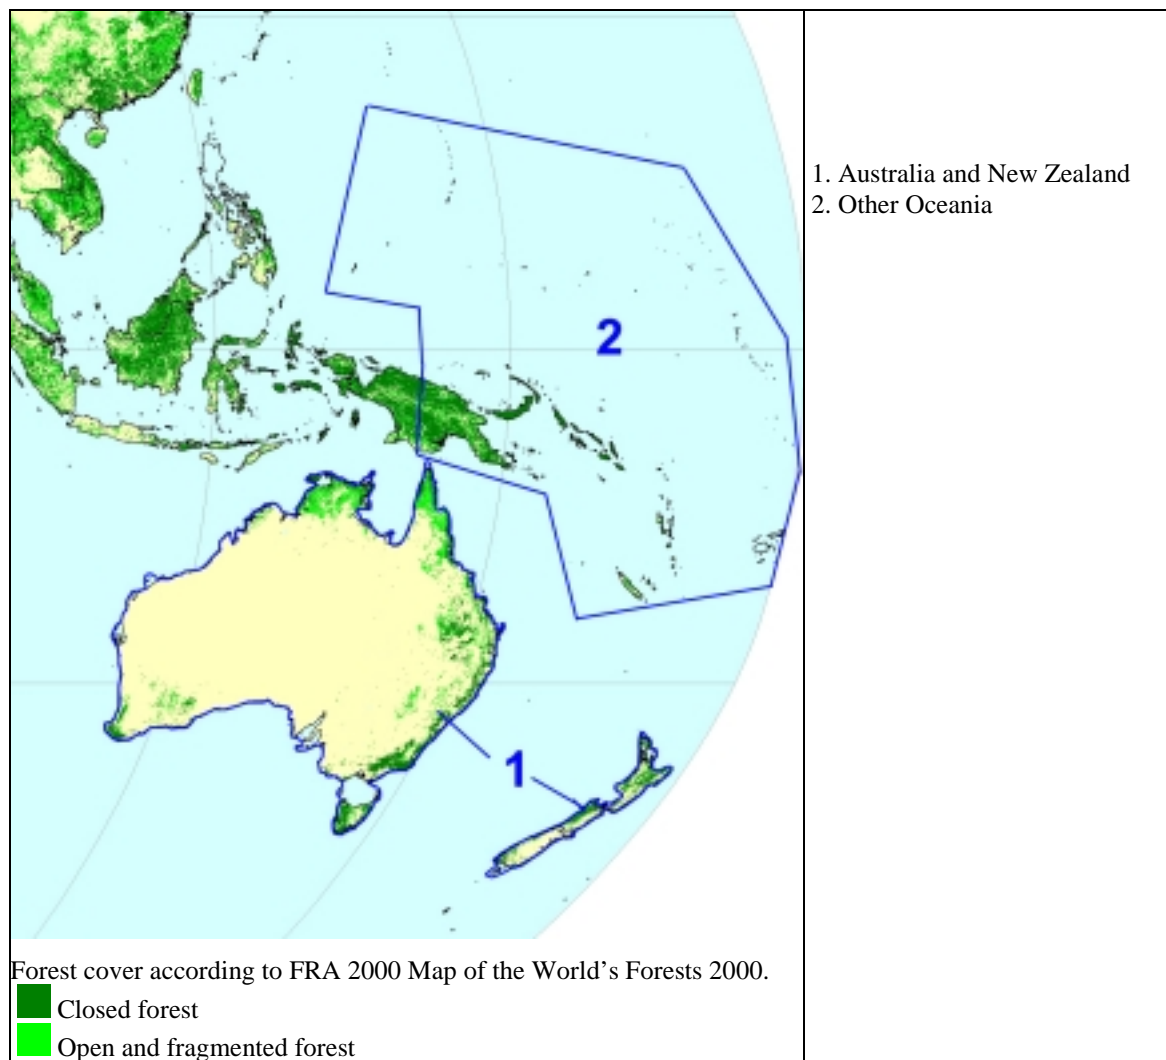 2
1
1. Australia and New Zealand
2. Other Oceania
Forest cover according to FRA 2000 Map of the World's Forests 2000.
Closed forest
Open and fragmented forest